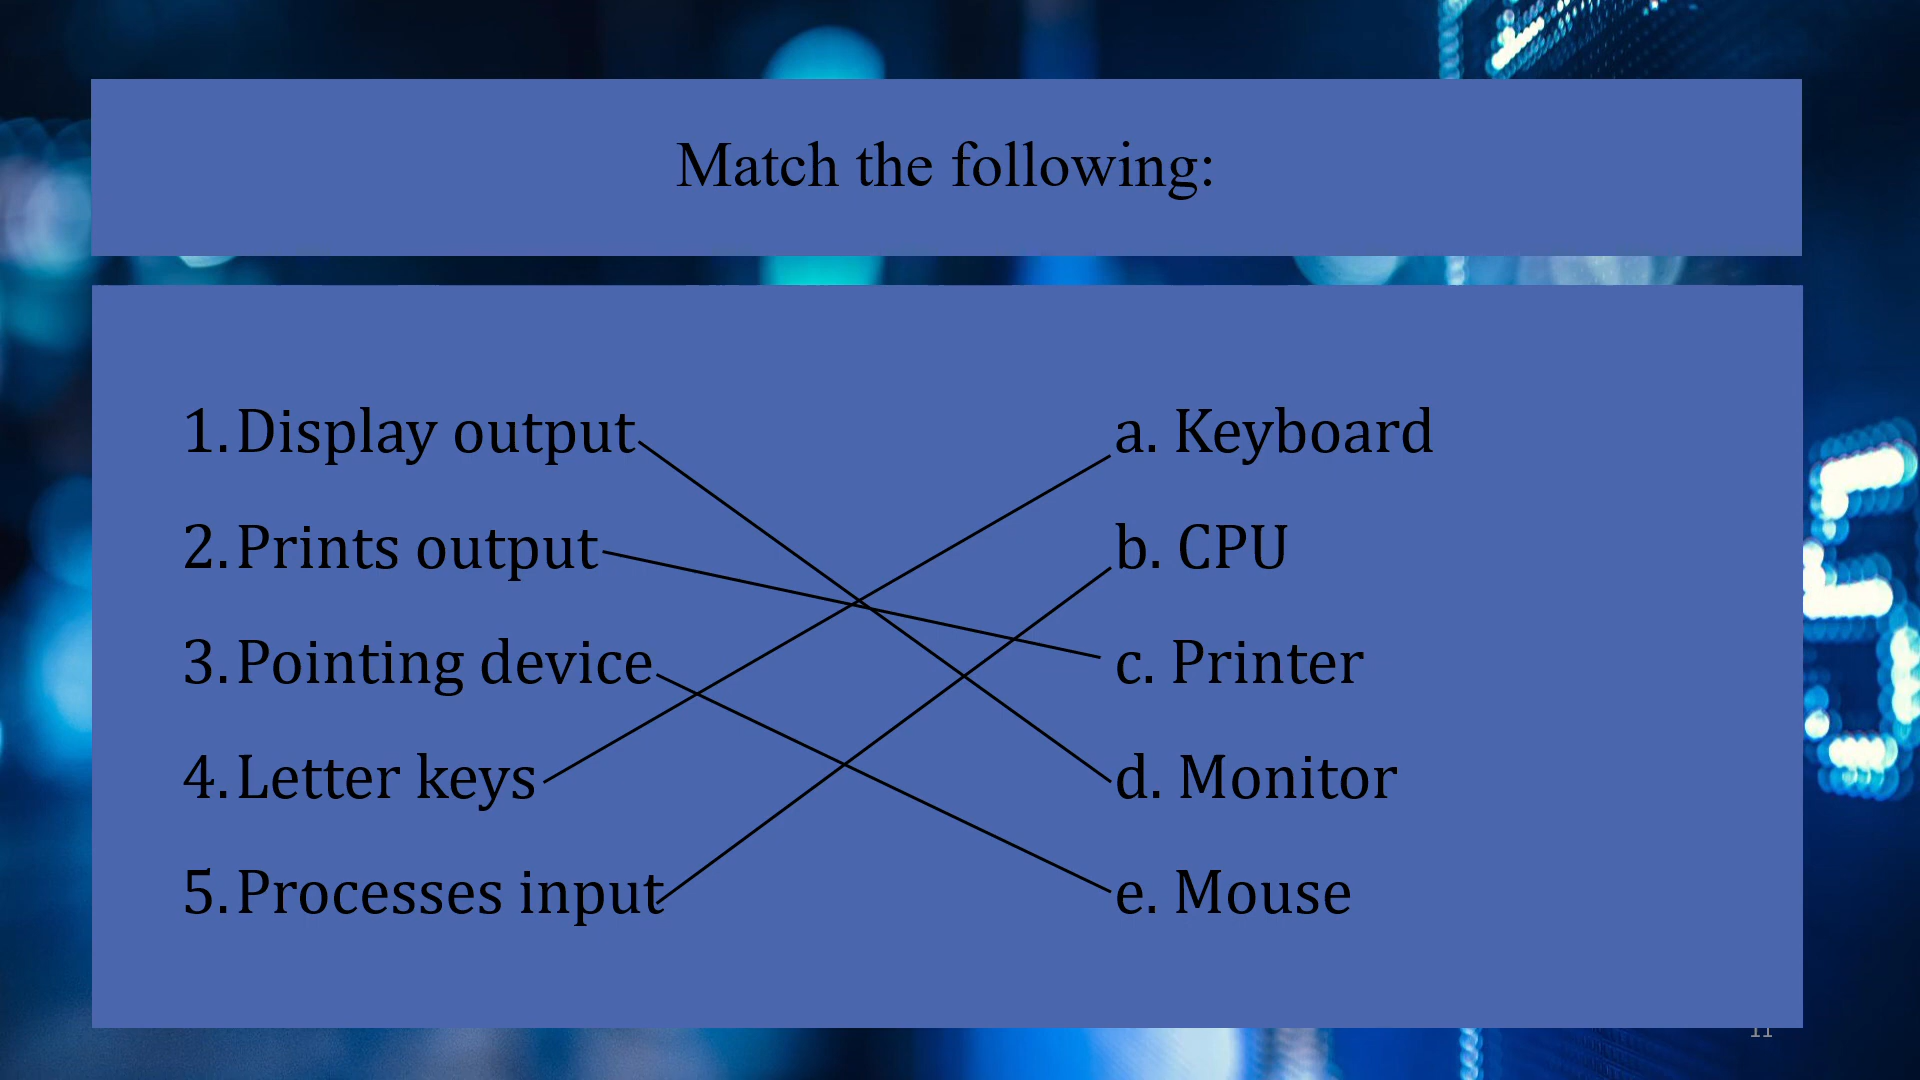 Match the following:
1. Display output
a. Keyboard
2. Prints output
b. CPU
3. Pointing device
c. Printer
4. Letter keys
d. Monitor
5. Processes input
e. Mouse
11